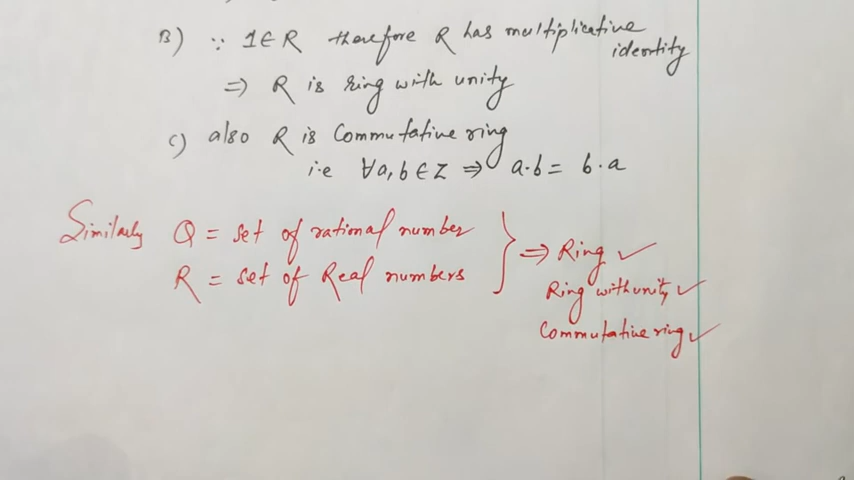 B) ∵ 1∈R therefore R has multiplicative identity
⇒ R is ring with unity
c) also R is Commutative ring
i.e ∀a,b∈Z ⇒ a·b = b·a
Similarly Q = set of rational number
R = set of Real numbers
⇒ Ring ✓
Ring with unity ✓
Commutative ring ✓